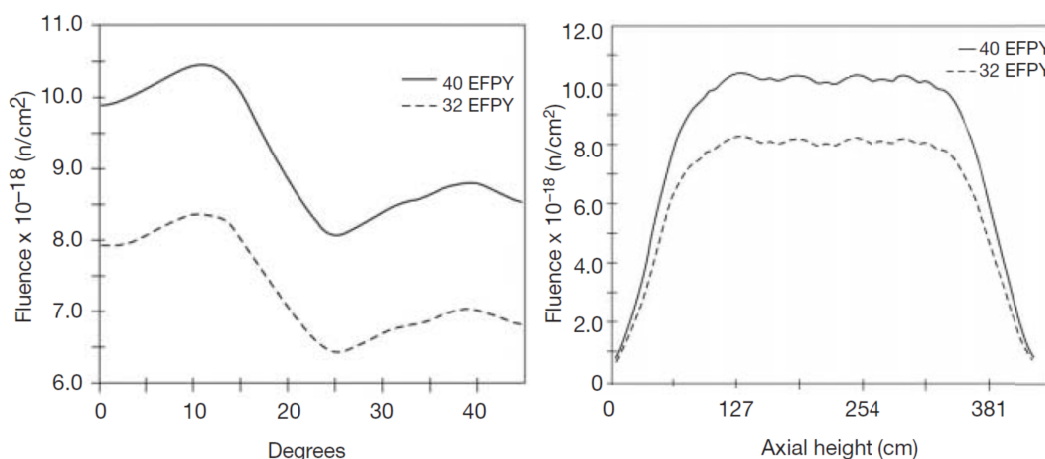 11.0
10.0
9.0
8.0
7.0
6.0
0
10
20
30
40
Fluence x 10⁻¹⁸ (n/cm²)
Degrees
40 EFPY
32 EFPY
12.0
10.0
8.0
6.0
4.0
2.0
0
0
127
254
381
Fluence x 10⁻¹⁸ (n/cm²)
Axial height (cm)
40 EFPY
32 EFPY